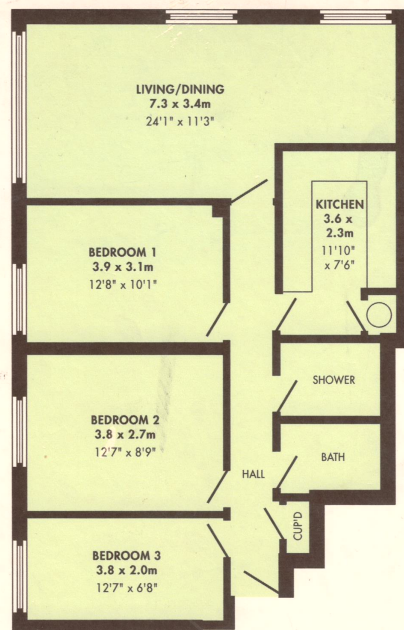 LIVING/DINING
7.3 x 3.4m
24'1" x 11'3"
KITCHEN
3.6 x
2.3m
11'10"
x 7'6"
BEDROOM 1
3.9 x 3.1m
12'8" x 10'1"
SHOWER
BEDROOM 2
3.8 x 2.7m
12'7" x 8'9"
BATH
HALL
CUP'D
BEDROOM 3
3.8 x 2.0m
12'7" x 6'8"